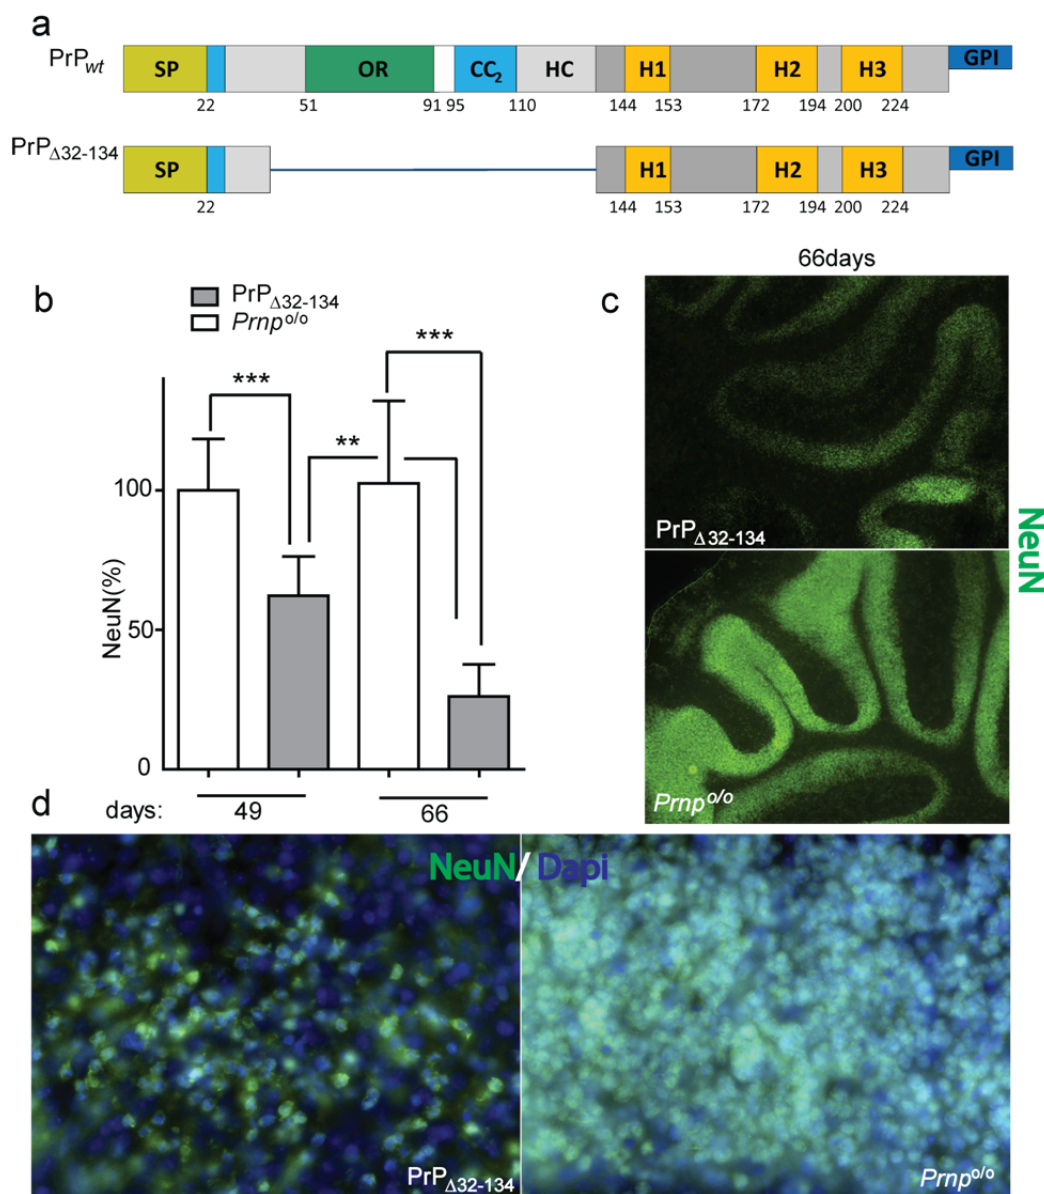 a
PrPwt
SP OR CC2 HC H1 H2 H3 GPI
22 51 91 95 110 144 153 172 194 200 224
PrPΔ32-134
SP H1 H2 H3 GPI
22 144 153 172 194 200 224
b
PrPΔ32-134
Prnpo/o
*** ** ***
NeuN(%)
100
50
0
days: 49 66
c
66days
PrPΔ32-134
Prnpo/o
NeuN
d
NeuN/ Dapi
PrPΔ32-134
Prnpo/o